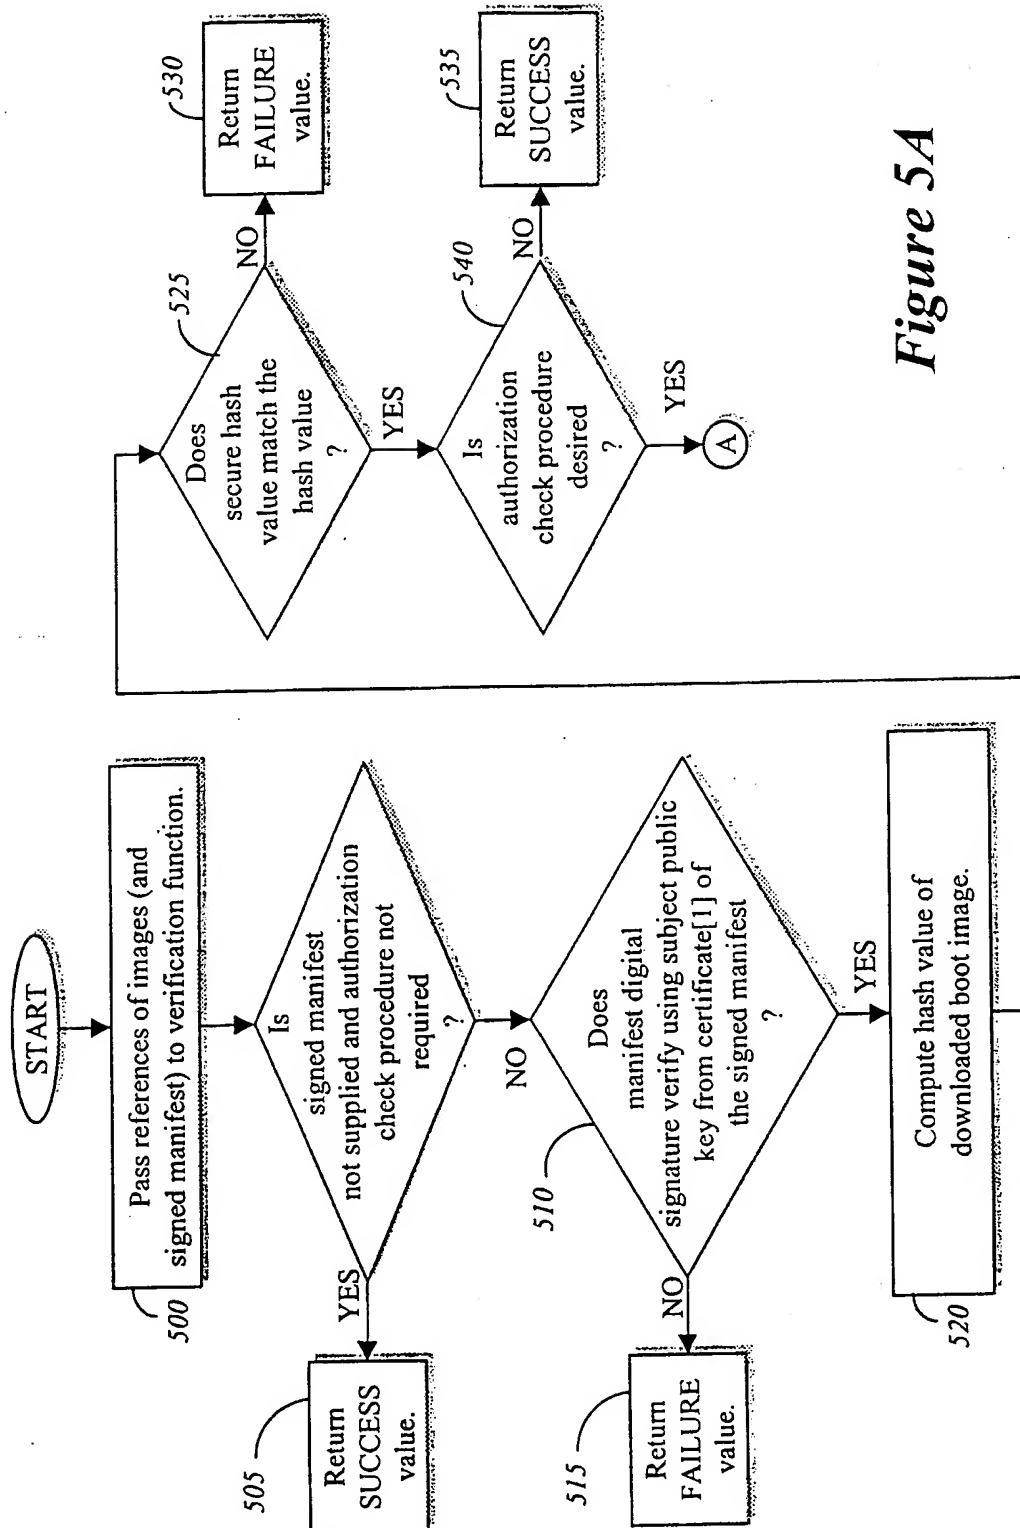 START
Pass references of images (and
signed manifest) to verification function.
500
Is
signed manifest
not supplied and authorization
check procedure not
required
?
YES
505
Return
SUCCESS
value.
NO
Does
manifest digital
signature verify using subject public
key from certificate[1] of
the signed manifest
?
510
NO
515
Return
FAILURE
value.
YES
Compute hash value of
downloaded boot image.
520
Does
secure hash
value match the
hash value
?
525
NO
530
Return
FAILURE
value.
YES
Is
authorization
check procedure
desired
?
540
NO
535
Return
SUCCESS
value.
YES
A
Figure 5A